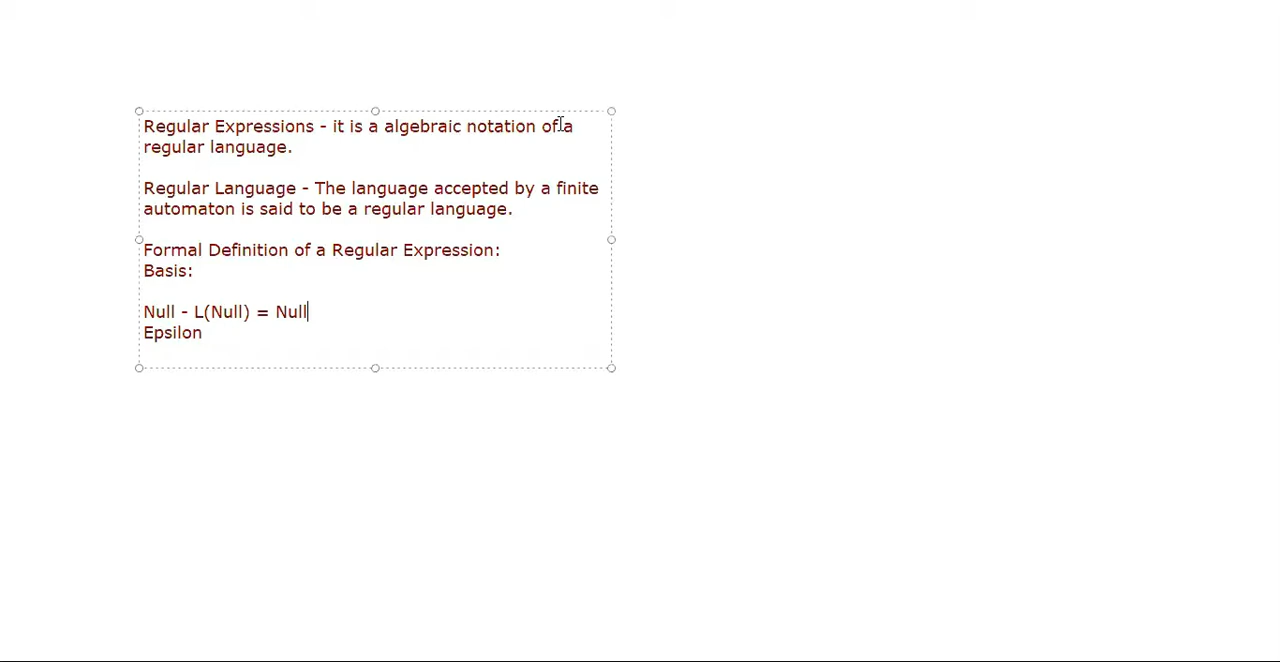 Regular Expressions - it is a algebraic notation of a
regular language.
Regular Language - The language accepted by a finite
automaton is said to be a regular language.
Formal Definition of a Regular Expression:
Basis:
Null - L(Null) = Null
Epsilon